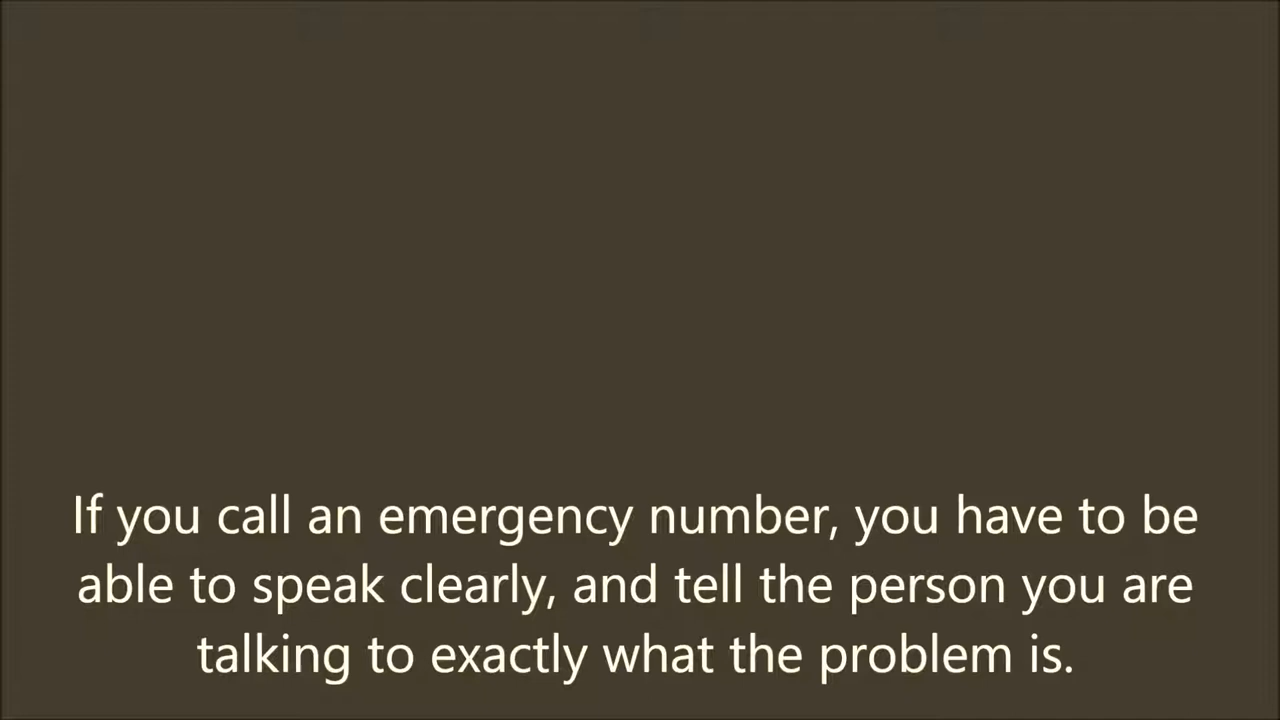 If you call an emergency number, you have to be
able to speak clearly, and tell the person you are
talking to exactly what the problem is.